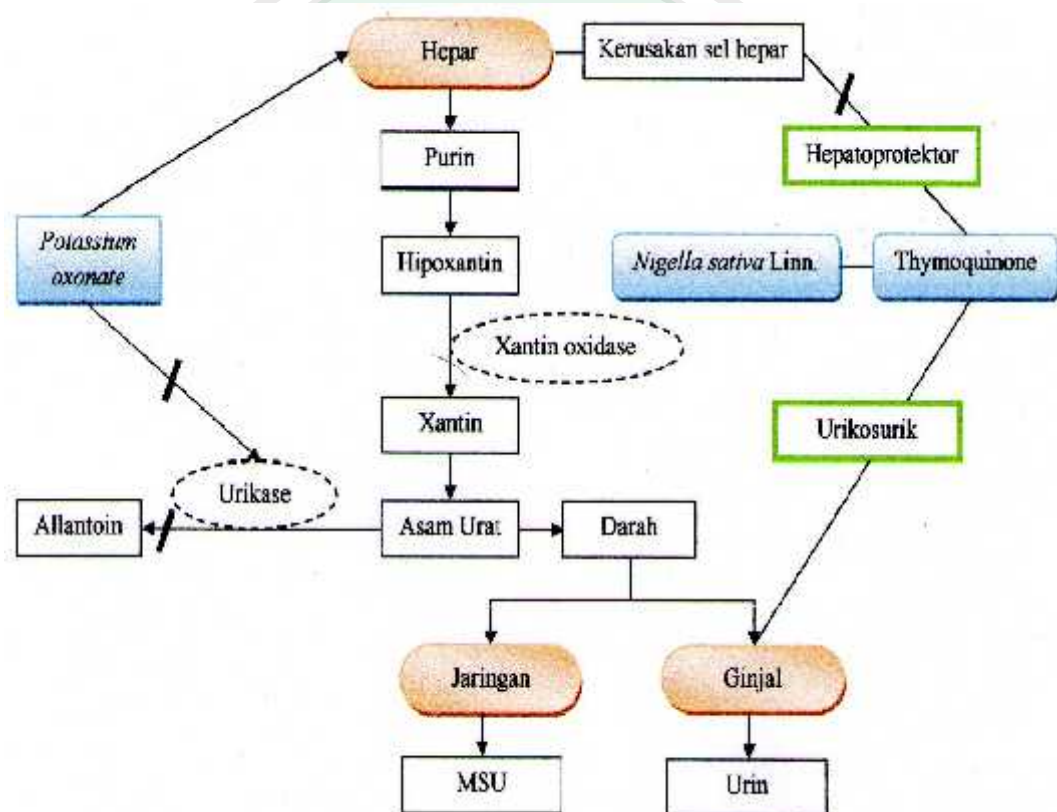 Hepar
Kerusakan sel hepar
Purin
Hepatoprotektor
Potassium
oxonate
Hipoxantin
Nigella sativa Linn.
Thymoquinone
Xantin oxidase
Xantin
Urikosurik
Urikase
Allantoin
Asam Urat
Darah
Jaringan
Ginjal
MSU
Urin